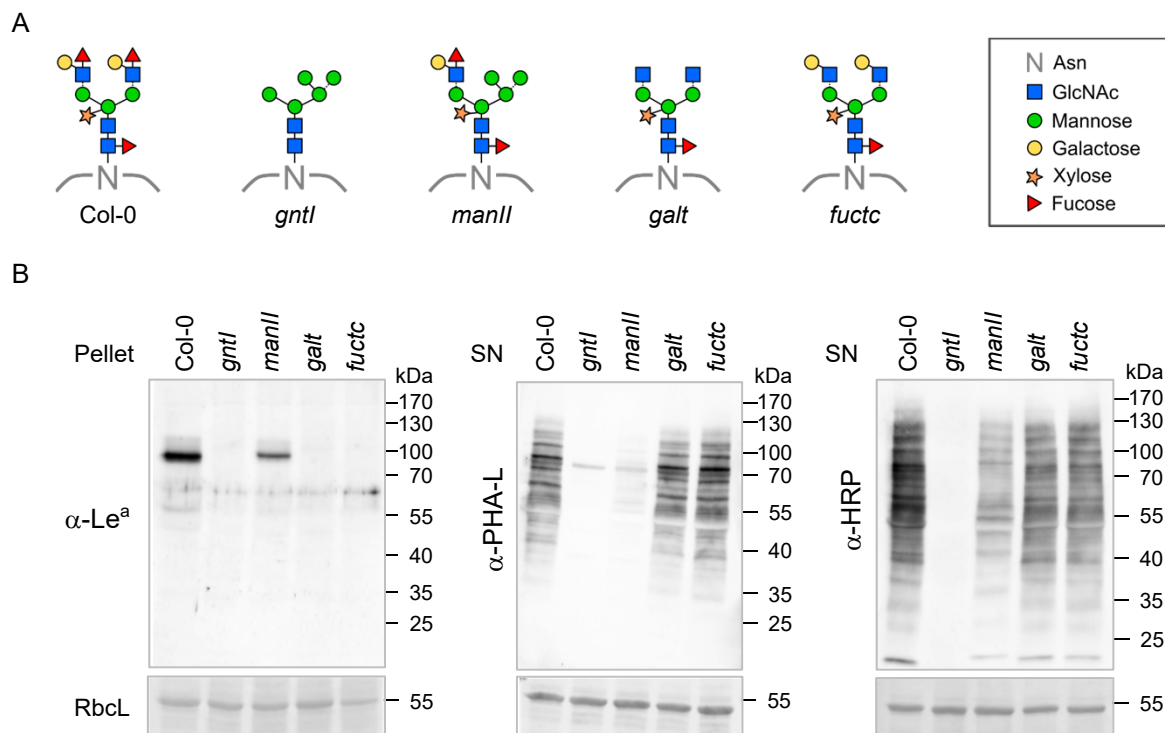 A
N
N
N
N
N
Col-0
gntI
manII
galt
fuctc
N Asn
GlcNAc
Mannose
Galactose
Xylose
Fucose
B
Pellet
Col-0
gntI
manII
galt
fuctc
kDa
170
130
100
70
55
40
35
25
α-Leᵃ
RbcL
55
SN
Col-0
gntI
manII
galt
fuctc
kDa
170
130
100
70
55
40
35
25
α-PHA-L
55
SN
Col-0
gntI
manII
galt
fuctc
kDa
170
130
100
70
55
40
35
25
α-HRP
55